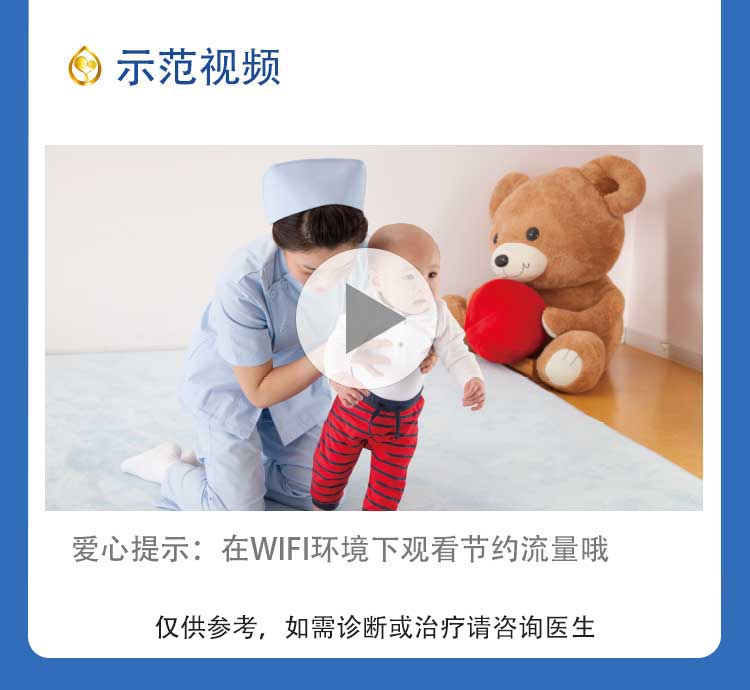 示范视频
爱心提示：在WIFI环境下观看节约流量哦
仅供参考，如需诊断或治疗请咨询医生